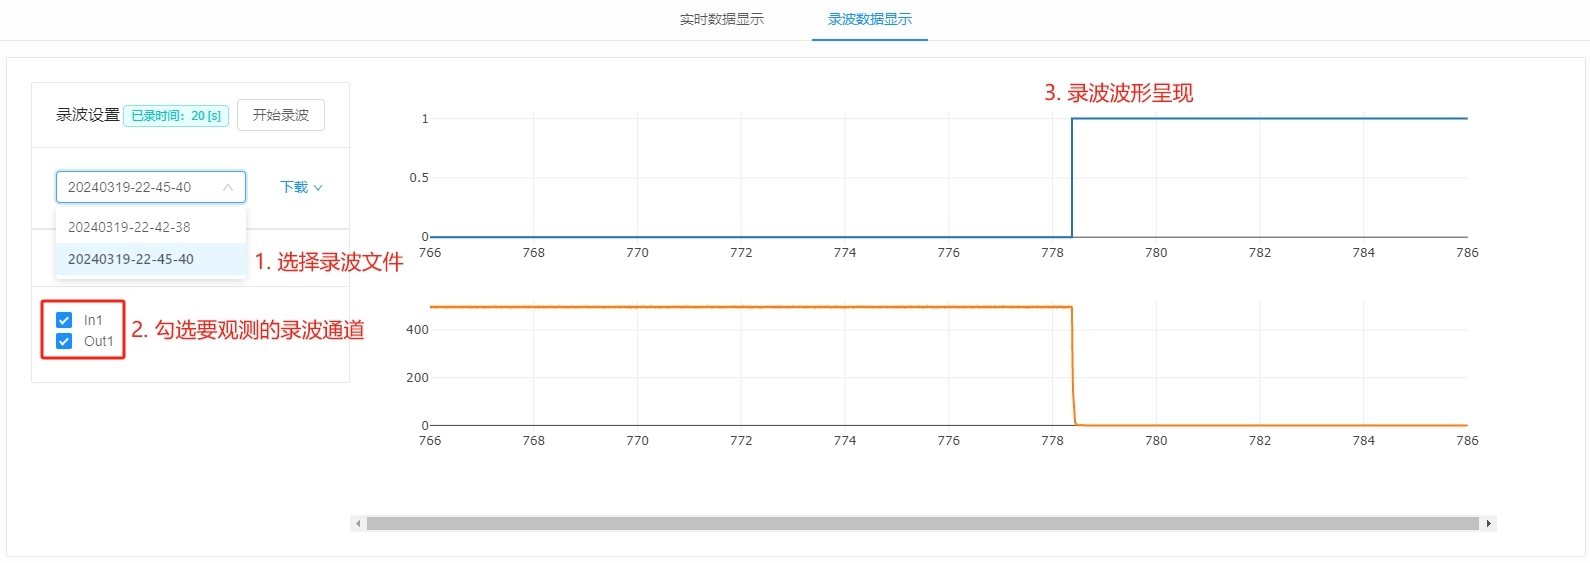 实时数据显示 录波数据显示
录波设置 已录时间：20 [s] 开始录波
20240319-22-45-40 下载
20240319-22-42-38
20240319-22-45-40
1. 选择录波文件
In1
Out1
2. 勾选要观测的录波通道
3. 录波波形呈现
1
0.5
0
766 768 770 772 774 776 778 780 782 784 786
400
200
0
766 768 770 772 774 776 778 780 782 784 786